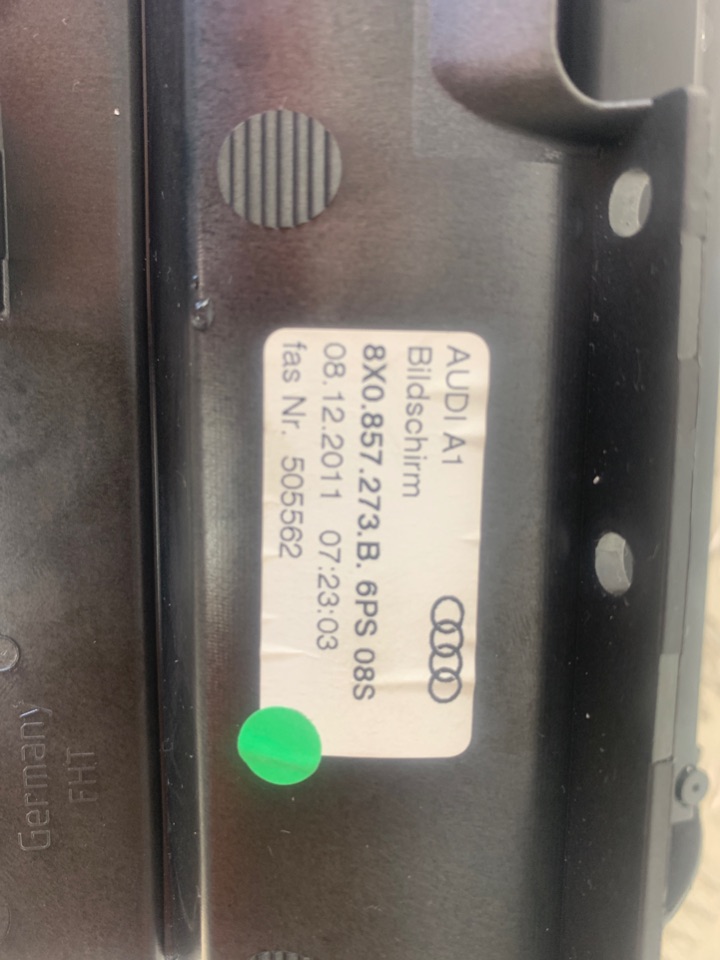 AUDI A1
Bildschirm
8X0.857.273.B. 6PS 08S
08.12.2011 07:23:03
fas Nr. 505562
Germany
FHT